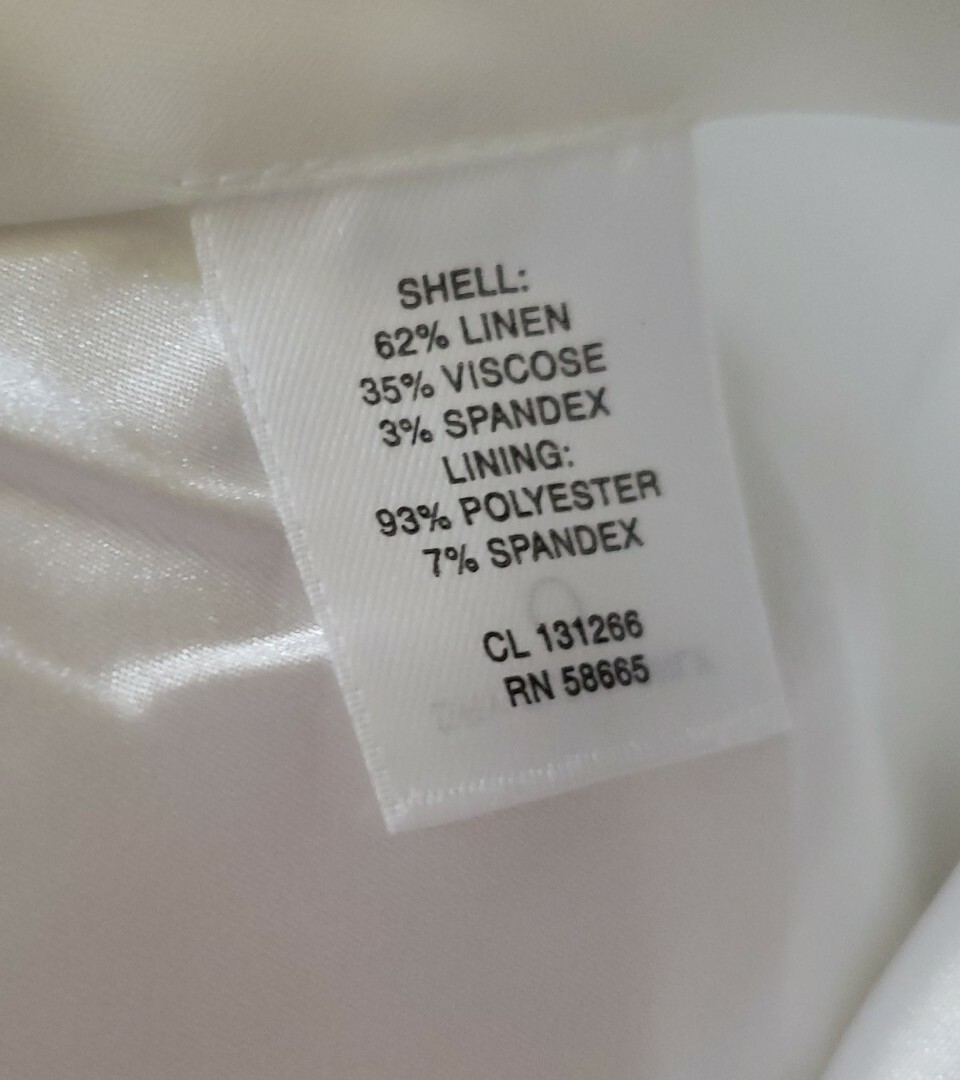 SHELL:
62% LINEN
35% VISCOSE
3% SPANDEX
LINING:
93% POLYESTER
7% SPANDEX
CL 131266
RN 58665